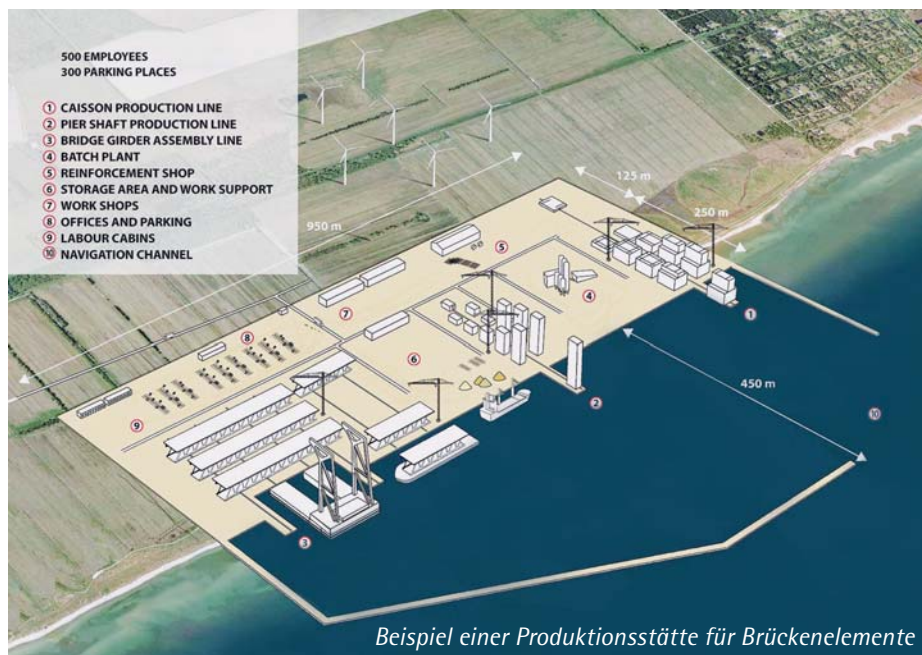 500 EMPLOYEES
300 PARKING PLACES
① CAISSON PRODUCTION LINE
② PIER SHAFT PRODUCTION LINE
③ BRIDGE GIRDER ASSEMBLY LINE
④ BATCH PLANT
⑤ REINFORCEMENT SHOP
⑥ STORAGE AREA AND WORK SUPPORT
⑦ WORK SHOPS
⑧ OFFICES AND PARKING
⑨ LABOUR CABINS
⑩ NAVIGATION CHANNEL
125 m
250 m
950 m
⑤
④
⑦
①
⑧
⑥
450 m
②
⑩
⑨
③
Beispiel einer Produktionsstätte für Brückenelemente